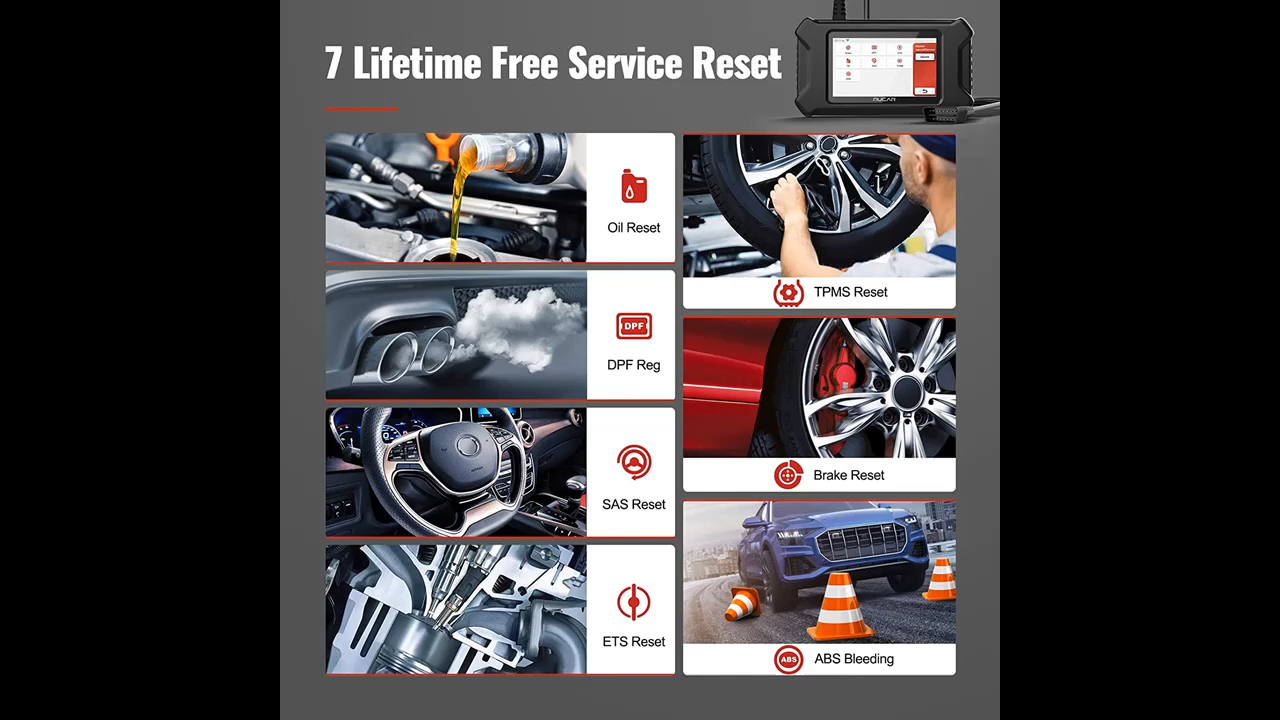 7 Lifetime Free Service Reset
MUCAR
Oil Reset
TPMS Reset
DPF
DPF Reg
Brake Reset
SAS Reset
ETS Reset
ABS
ABS Bleeding